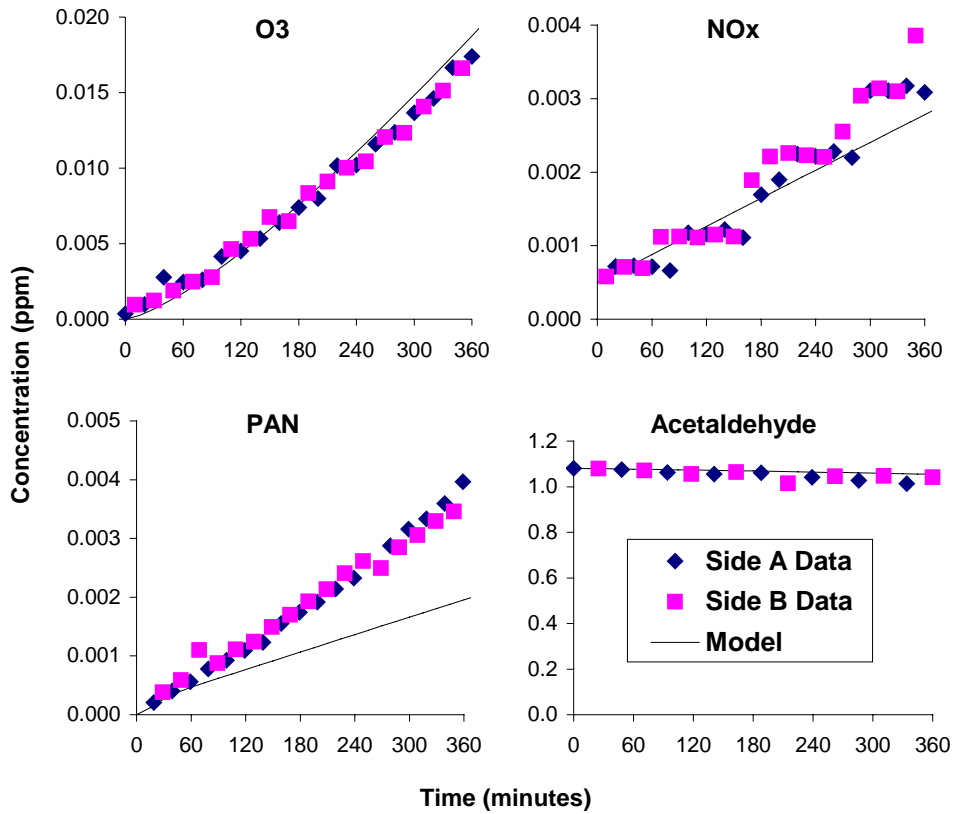 O3
0.020
0.015
0.010
0.005
0.000
0 60 120 180 240 300 360
NOx
0.004
0.003
0.002
0.001
0.000
0 60 120 180 240 300 360
Concentration (ppm)
PAN
0.005
0.004
0.003
0.002
0.001
0.000
0 60 120 180 240 300 360
Acetaldehyde
1.2
1.0
0.8
0.6
0.4
0.2
0.0
0 60 120 180 240 300 360
Side A Data
Side B Data
Model
Time (minutes)